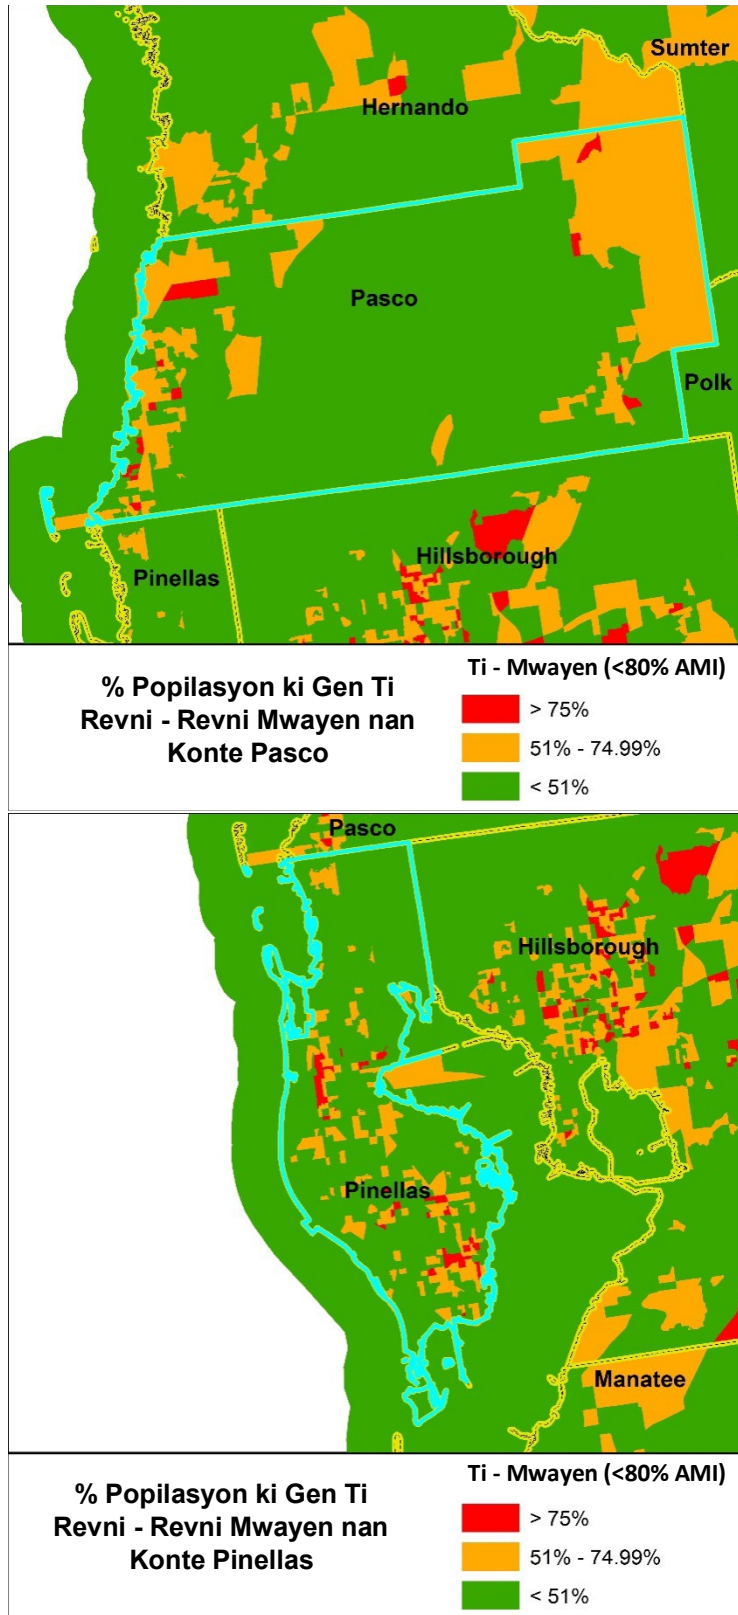 Sumter
Hernando
Pasco
Polk
Hillsborough
Pinellas
% Popilasyon ki Gen Ti
Revni - Revni Mwayen nan
Konte Pasco
Ti - Mwayen (<80% AMI)
> 75%
51% - 74.99%
< 51%
Pasco
Hillsborough
Pinellas
Manatee
% Popilasyon ki Gen Ti
Revni - Revni Mwayen nan
Konte Pinellas
Ti - Mwayen (<80% AMI)
> 75%
51% - 74.99%
< 51%